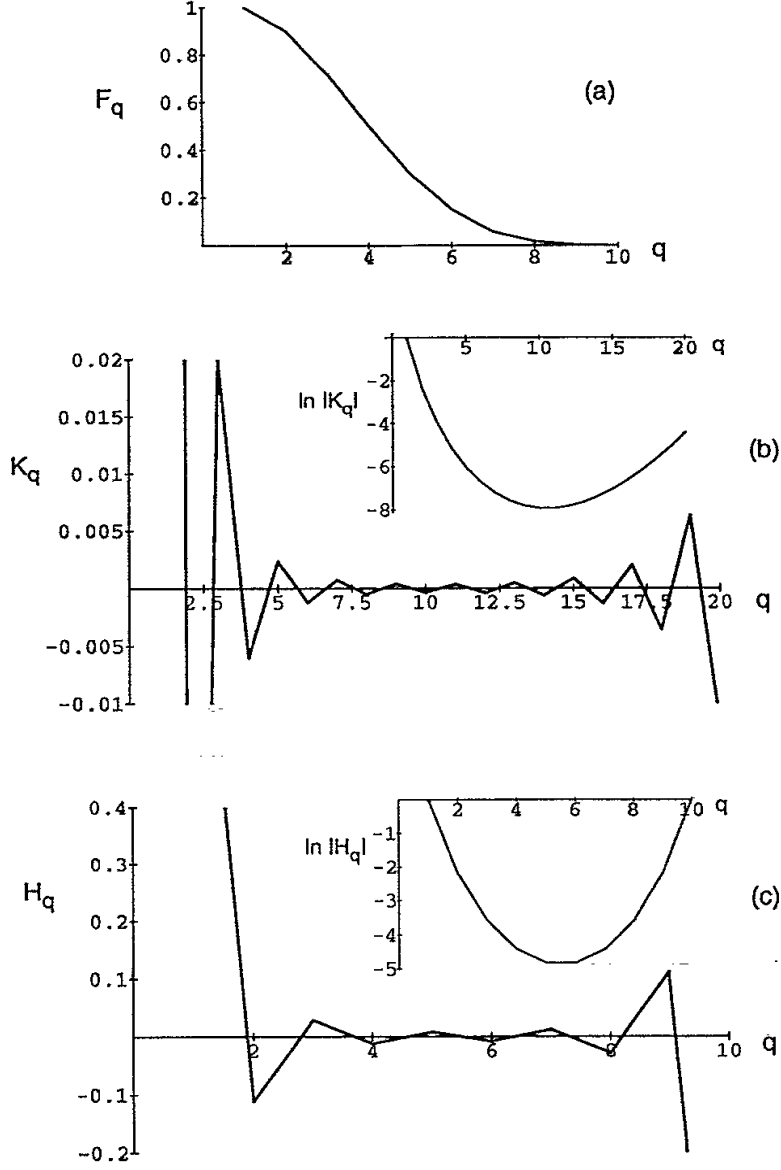 1
0.8
F_q
(a)
0.6
0.4
0.2
2 4 6 8 10 q
0.02
0.015
0.01
K_q
0.005
-0.005
-0.01
2.5 5 7.5 10 12.5 15 17.5 20 q
5 10 15 20 q
ln |K_q|
-2
-4
-6
-8
(b)
0.4
0.3
H_q
0.2
0.1
-0.1
-0.2
2 4 6 8 10 q
2 4 6 8 10 q
ln |H_q|
-1
-2
-3
-4
-5
(c)